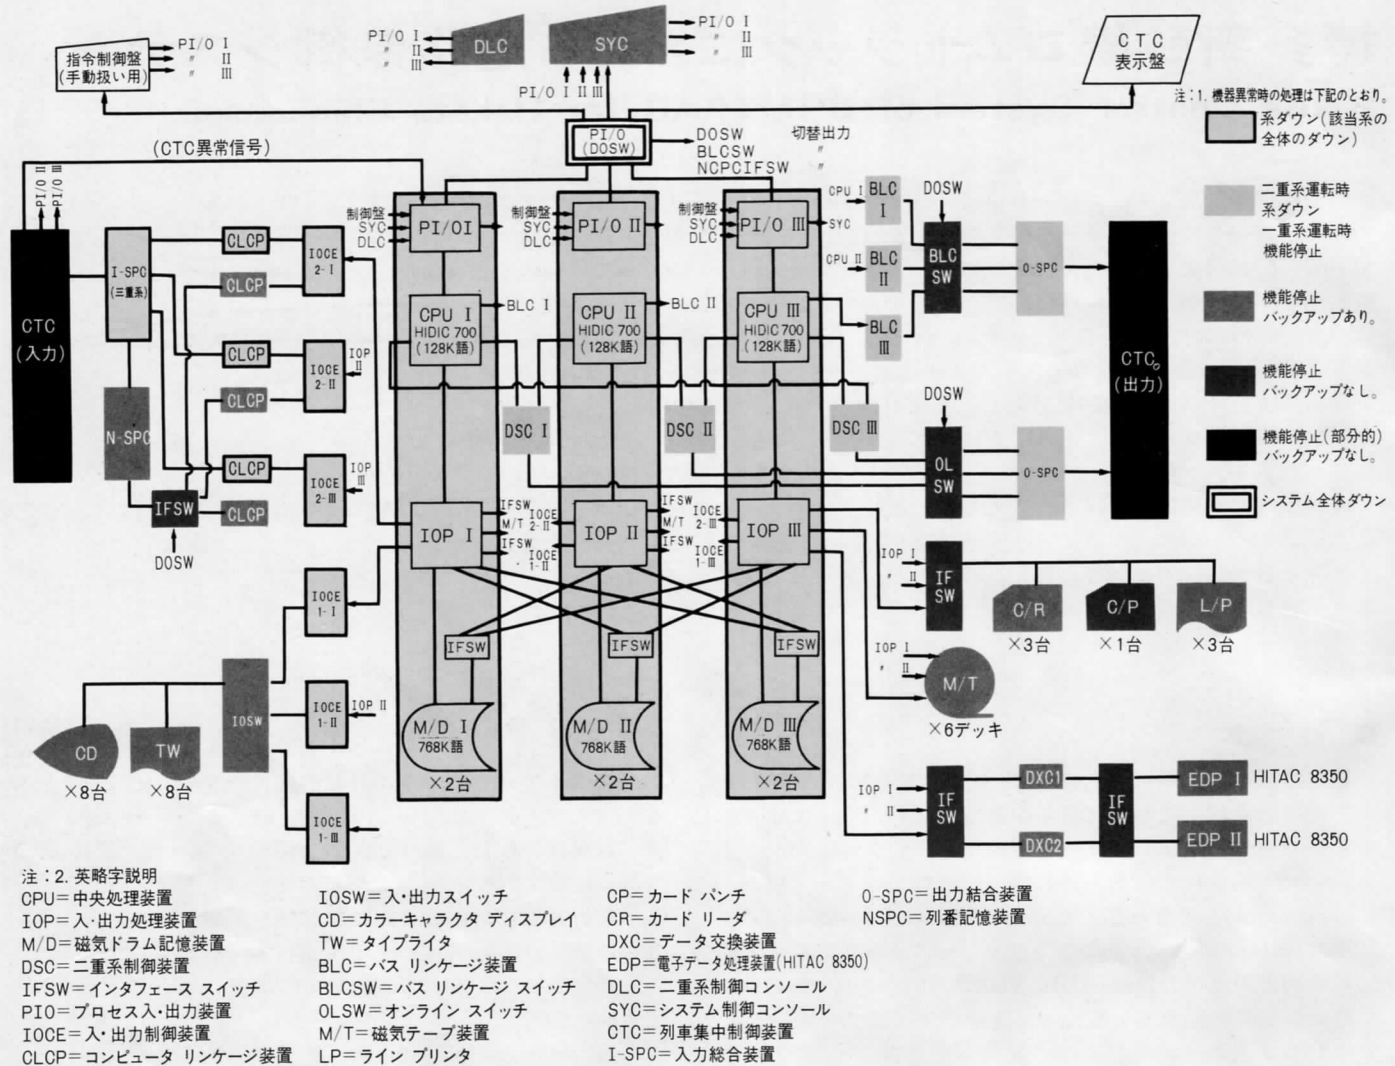 指令制御盤
(手動扱い用)
PI/O I
〃 II
〃 III
PI/O I
〃 II
〃 III
DLC
SYC
PI/O I
〃 II
〃 III
PI/O I II III
CTC
表示盤
注:1. 機器異常時の処理は下記のとおり。
系ダウン(該当系の
全体のダウン)
二重系運転時
系ダウン
一重系運転時
機能停止
機能停止
バックアップあり。
機能停止
バックアップなし。
機能停止(部分的)
バックアップなし。
システム全体ダウン
PI/O
(DOSW)
DOSW 切替出力
BLCSW 〃
NCPCIFSW 〃
(CTC異常信号)
PI/O II
PI/O III
CTC
(入力)
I-SPC
(三重系)
N-SPC
IFSW
DOSW
CLCP
CLCP
CLCP
CLCP
CLCP
CLCP
IOCE
2-I
IOCE
2-II
IOP
II
IOCE
2-III
IOP
III
制御盤
SYC
DLC
PI/OI
制御盤
SYC
DLC
PI/O II
制御盤
SYC
DLC
PI/O III
SYC
CPU I
HIDIC 700
(128K語)
BLC I
CPU II
HIDIC 700
(128K語)
BLC II
CPU III
HIDIC 700
(128K語)
DSC I
DSC II
DSC III
CPU I
BLC
I
CPU II
BLC
II
BLC
III
DOSW
BLC
SW
O-SPC
DOSW
OL
SW
O-SPC
CTC₀
(出力)
IOP I
IFSW
M/T
IFSW
IOCE
2-II
IOCE
1-II
IOP II
IFSW
M/T
IFSW
IOCE
2-III
IOCE
1-III
IOP III
IFSW
IFSW
IFSW
M/D I
768K語
×2台
M/D II
768K語
×2台
M/D III
768K語
×2台
IOCE
1-I
IOCE
1-II
IOP II
IOCE
1-III
IOSW
CD
×8台
TW
×8台
IOP I
〃 II
IF
SW
C/R
×3台
C/P
×1台
L/P
×3台
IOP I
〃 II
M/T
×6デッキ
IOP I
〃 II
IF
SW
DXC1
DXC2
IF
SW
EDP I
HITAC 8350
EDP II
HITAC 8350
注:2. 英略字説明
CPU=中央処理装置
IOP=入・出力処理装置
M/D=磁気ドラム記憶装置
DSC=二重系制御装置
IFSW=インタフェース スイッチ
PIO=プロセス入・出力装置
IOCE=入・出力制御装置
CLCP=コンピュータ リンケージ装置
IOSW=入・出力スイッチ
CD=カラーキャラクタ ディスプレイ
TW=タイプライタ
BLC=バス リンケージ装置
BLCSW=バス リンケージ スイッチ
OLSW=オンライン スイッチ
M/T=磁気テープ装置
LP=ライン プリンタ
CP=カード パンチ
CR=カード リーダ
DXC=データ交換装置
EDP=電子データ処理装置(HITAC 8350)
DLC=二重系制御コンソール
SYC=システム制御コンソール
CTC=列車集中制御装置
I-SPC=入力総合装置
O-SPC=出力結合装置
NSPC=列番記憶装置